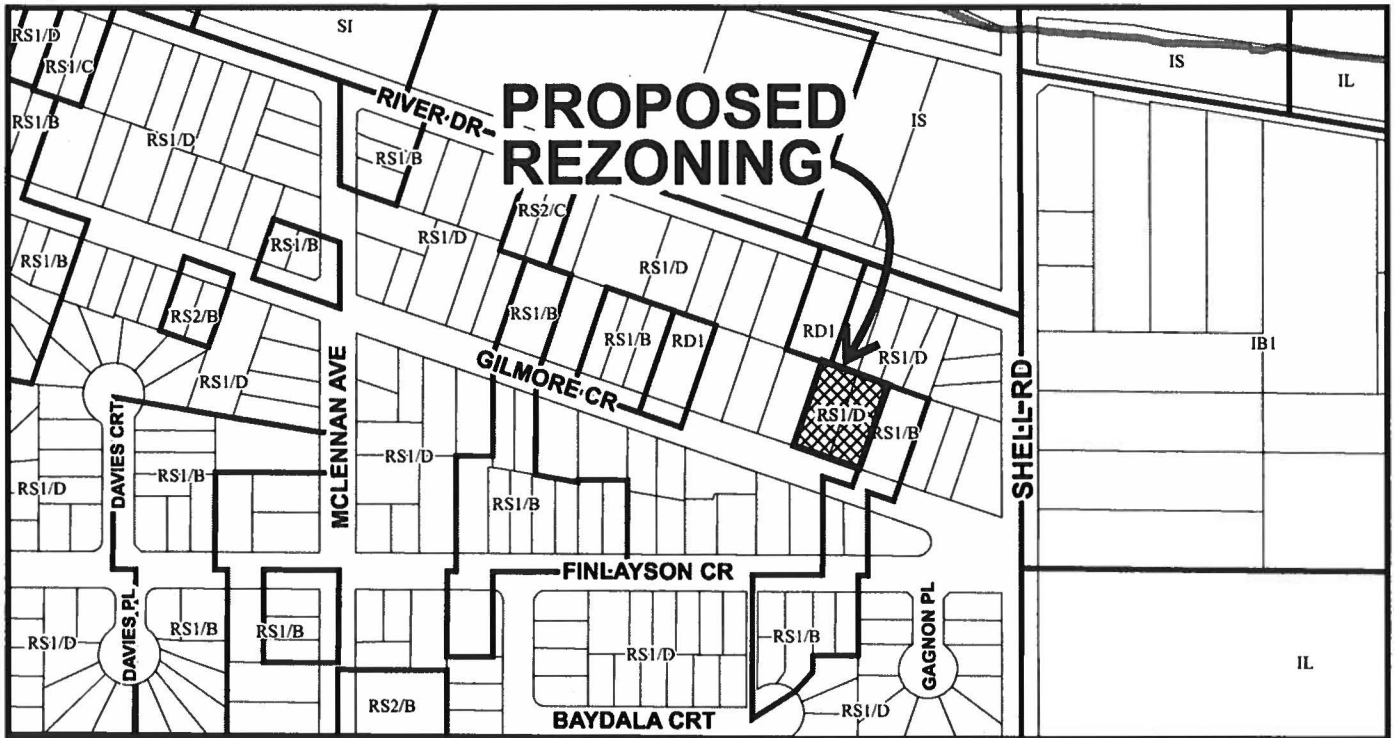 SI
RS1/D
RS1/C
RS1/B
RS1/D
RIVER DR
RS1/B
PROPOSED
REZONING
IS
IS
IL
RS2/C
RS1/D
RS1/B
RS1/B
RS2/B
RS1/D
MCLENNAN AVE
RS1/D
RS1/B
RS1/B
RD1
GILMORE CR
RD1
RS1/D
RS1/D
RS1/B
SHELL RD
IB1
DAVIES CRT
RS1/D
RS1/B
RS1/D
RS1/B
FINLAYSON CR
DAVIES PL
RS1/D
RS1/B
RS1/B
RS2/B
RS1/D
BAYDALA CRT
RS1/B
RS1/D
GAGNON PL
IL